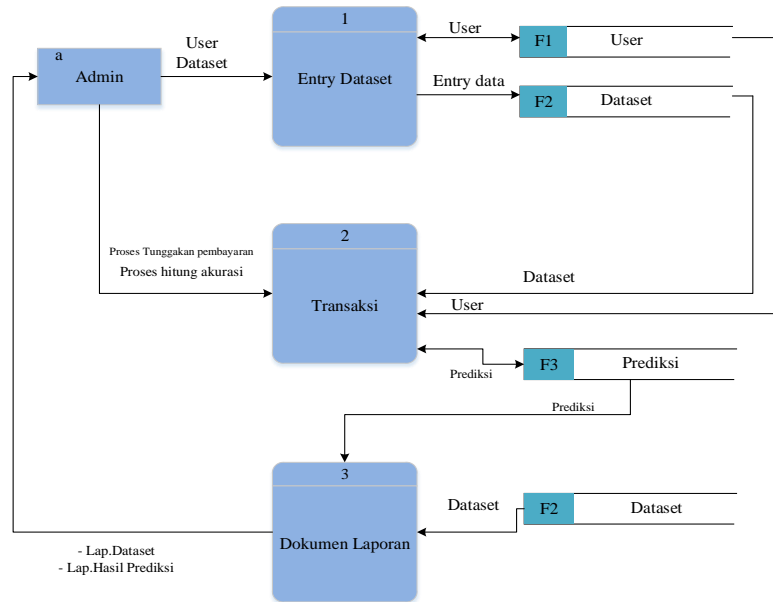 a
Admin
User
Dataset
1
Entry Dataset
User
F1
User
Entry data
F2
Dataset
Proses Tunggakan pembayaran
Proses hitung akurasi
2
Transaksi
Dataset
User
Prediksi
F3
Prediksi
Prediksi
3
Dokumen Laporan
Dataset
F2
Dataset
- Lap.Dataset
- Lap.Hasil Prediksi